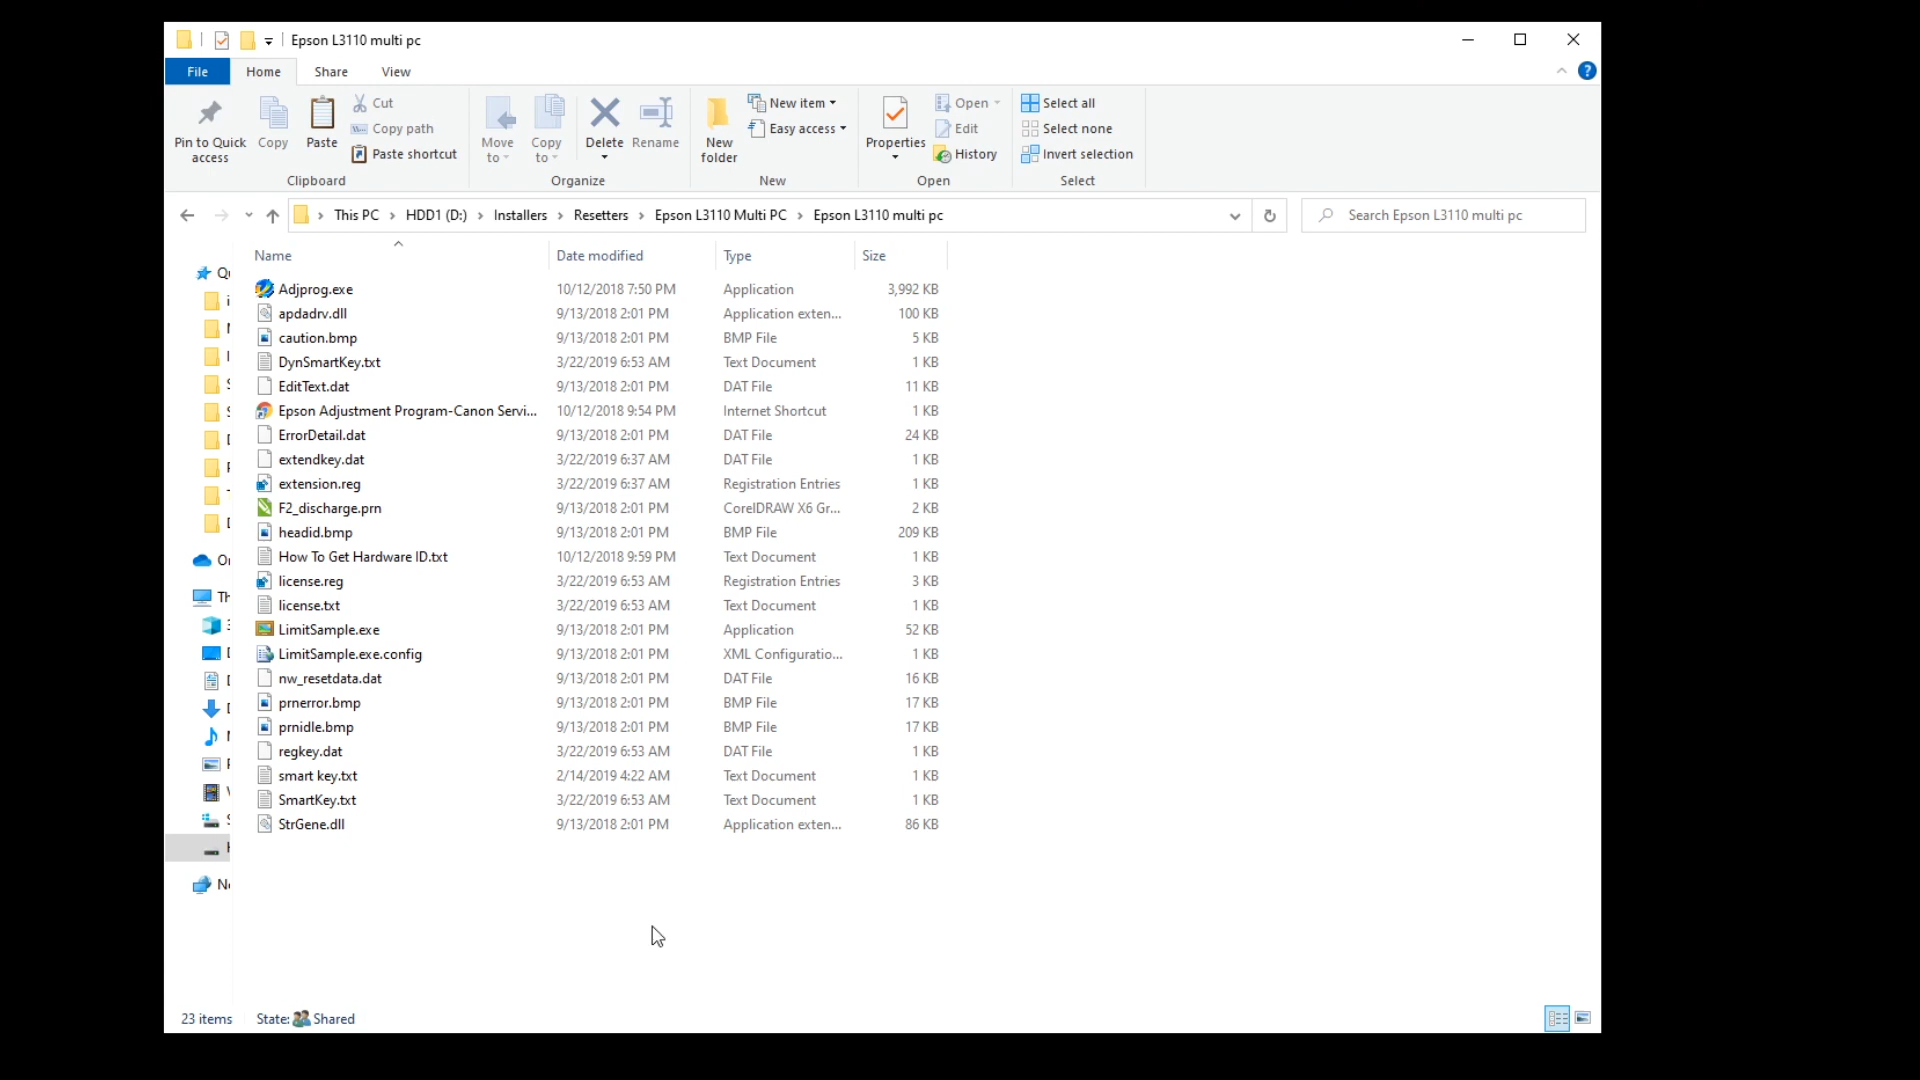 Epson L3110 multi pc
File Home Share View
Pin to Quick access
Copy
Paste
Cut
Copy path
Paste shortcut
Clipboard
Move to
Copy to
Delete
Rename
Organize
New folder
New item
Easy access
New
Properties
Open
Edit
History
Open
Select all
Select none
Invert selection
Select
This PC > HDD1 (D:) > Installers > Resetters > Epson L3110 Multi PC > Epson L3110 multi pc
Search Epson L3110 multi pc
Name Date modified Type Size
Adjprog.exe 10/12/2018 7:50 PM Application 3,992 KB
apdadrv.dll 9/13/2018 2:01 PM Application exten... 100 KB
caution.bmp 9/13/2018 2:01 PM BMP File 5 KB
DynSmartKey.txt 3/22/2019 6:53 AM Text Document 1 KB
EditText.dat 9/13/2018 2:01 PM DAT File 11 KB
Epson Adjustment Program-Canon Servi... 10/12/2018 9:54 PM Internet Shortcut 1 KB
ErrorDetail.dat 9/13/2018 2:01 PM DAT File 24 KB
extendkey.dat 3/22/2019 6:37 AM DAT File 1 KB
extension.reg 3/22/2019 6:37 AM Registration Entries 1 KB
F2_discharge.prn 9/13/2018 2:01 PM CorelDRAW X6 Gr... 2 KB
headid.bmp 9/13/2018 2:01 PM BMP File 209 KB
How To Get Hardware ID.txt 10/12/2018 9:59 PM Text Document 1 KB
license.reg 3/22/2019 6:53 AM Registration Entries 3 KB
license.txt 3/22/2019 6:53 AM Text Document 1 KB
LimitSample.exe 9/13/2018 2:01 PM Application 52 KB
LimitSample.exe.config 9/13/2018 2:01 PM XML Configuratio... 1 KB
nw_resetdata.dat 9/13/2018 2:01 PM DAT File 16 KB
prnerror.bmp 9/13/2018 2:01 PM BMP File 17 KB
prnidle.bmp 9/13/2018 2:01 PM BMP File 17 KB
regkey.dat 3/22/2019 6:53 AM DAT File 1 KB
smart key.txt 2/14/2019 4:22 AM Text Document 1 KB
SmartKey.txt 3/22/2019 6:53 AM Text Document 1 KB
StrGene.dll 9/13/2018 2:01 PM Application exten... 86 KB
23 items State: Shared